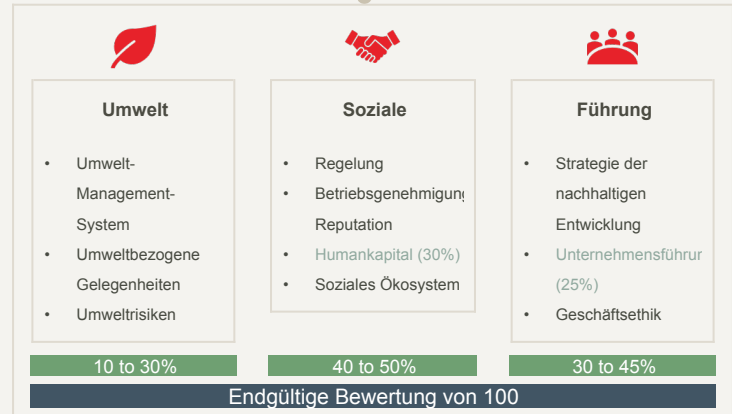 Umwelt
• Umwelt-
Management-
System
• Umweltbezogene
Gelegenheiten
• Umweltrisiken
10 to 30%
Soziale
• Regelung
• Betriebsgenehmigung
Reputation
• Humankapital (30%)
• Soziales Ökosystem
40 to 50%
Führung
• Strategie der
nachhaltigen
Entwicklung
• Unternehmensführur
(25%)
• Geschäftsethik
30 to 45%
Endgültige Bewertung von 100